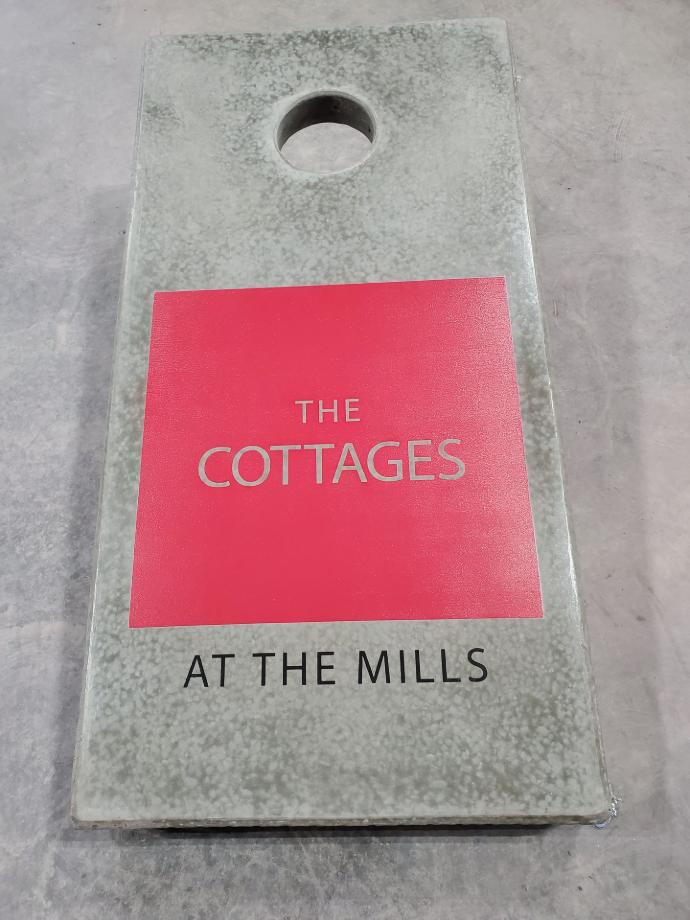 THE
COTTAGES
AT THE MILLS